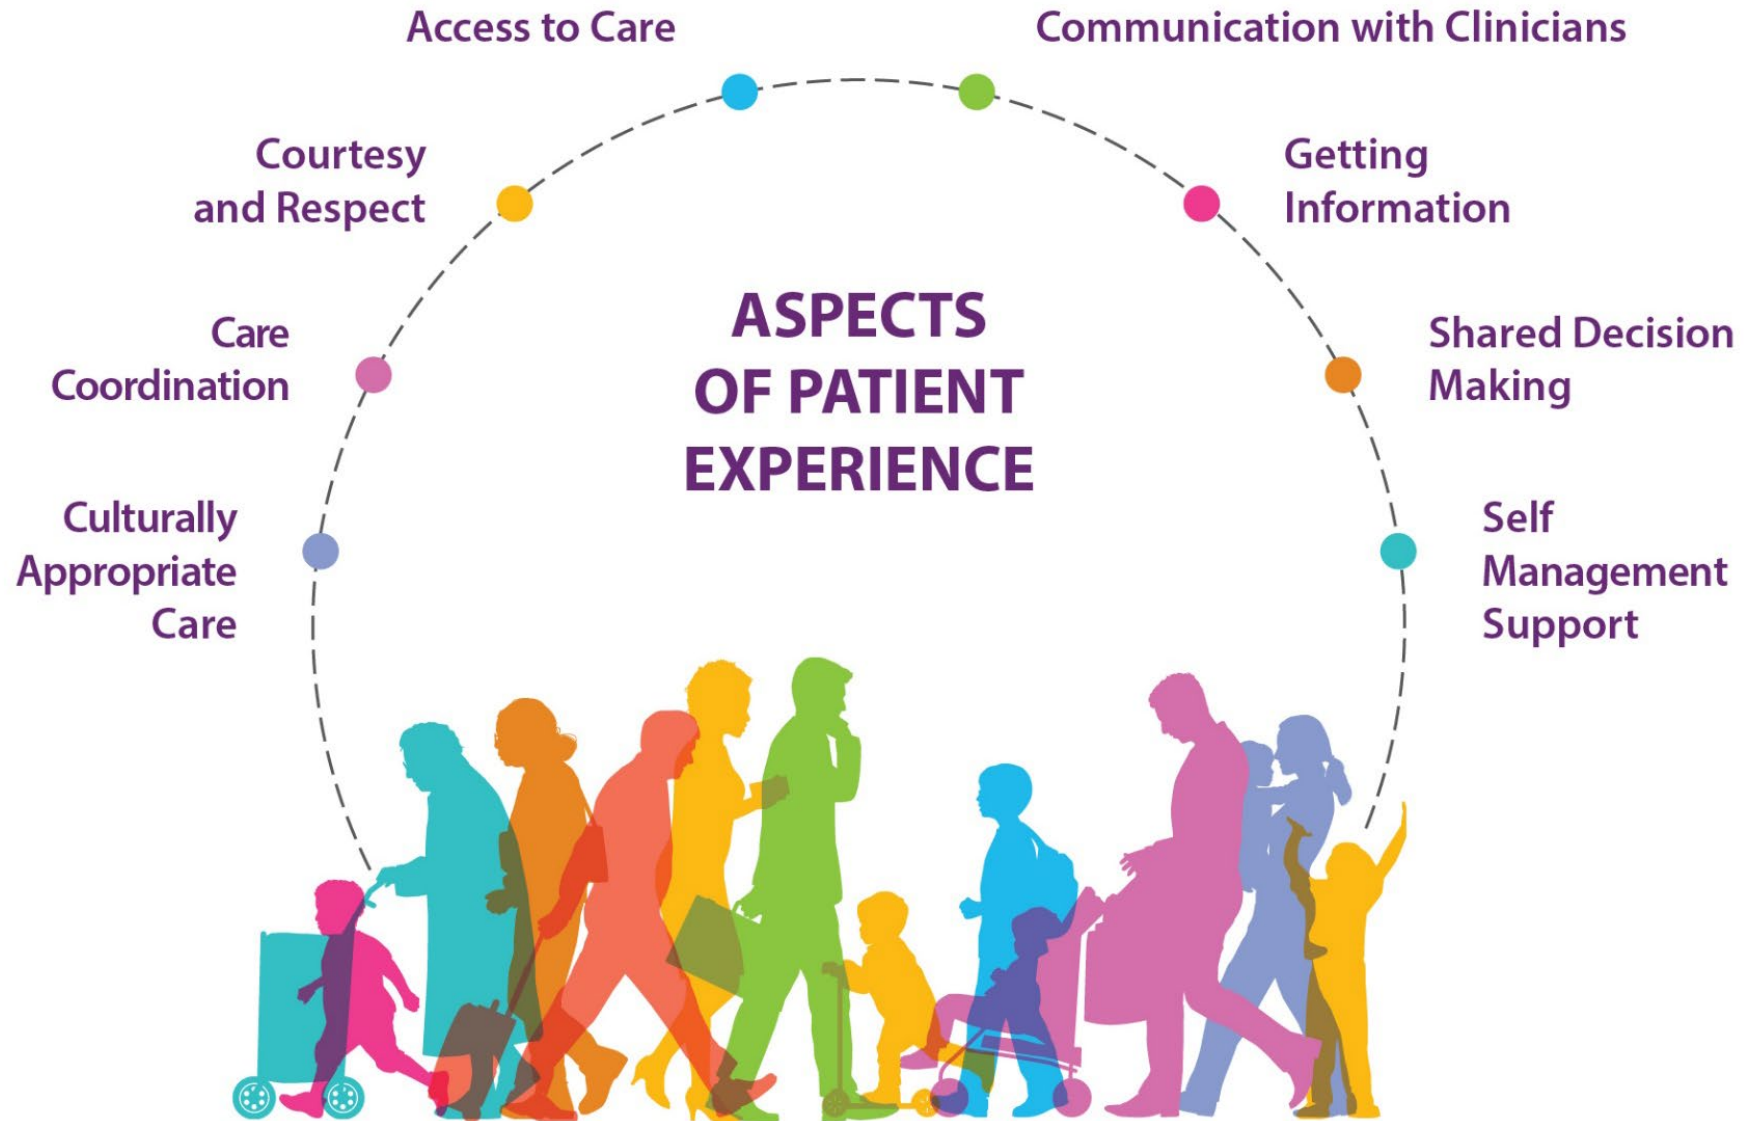 Access to Care
Communication with Clinicians
Courtesy
and Respect
Getting
Information
ASPECTS
OF PATIENT
EXPERIENCE
Care
Coordination
Shared Decision
Making
Culturally
Appropriate
Care
Self
Management
Support